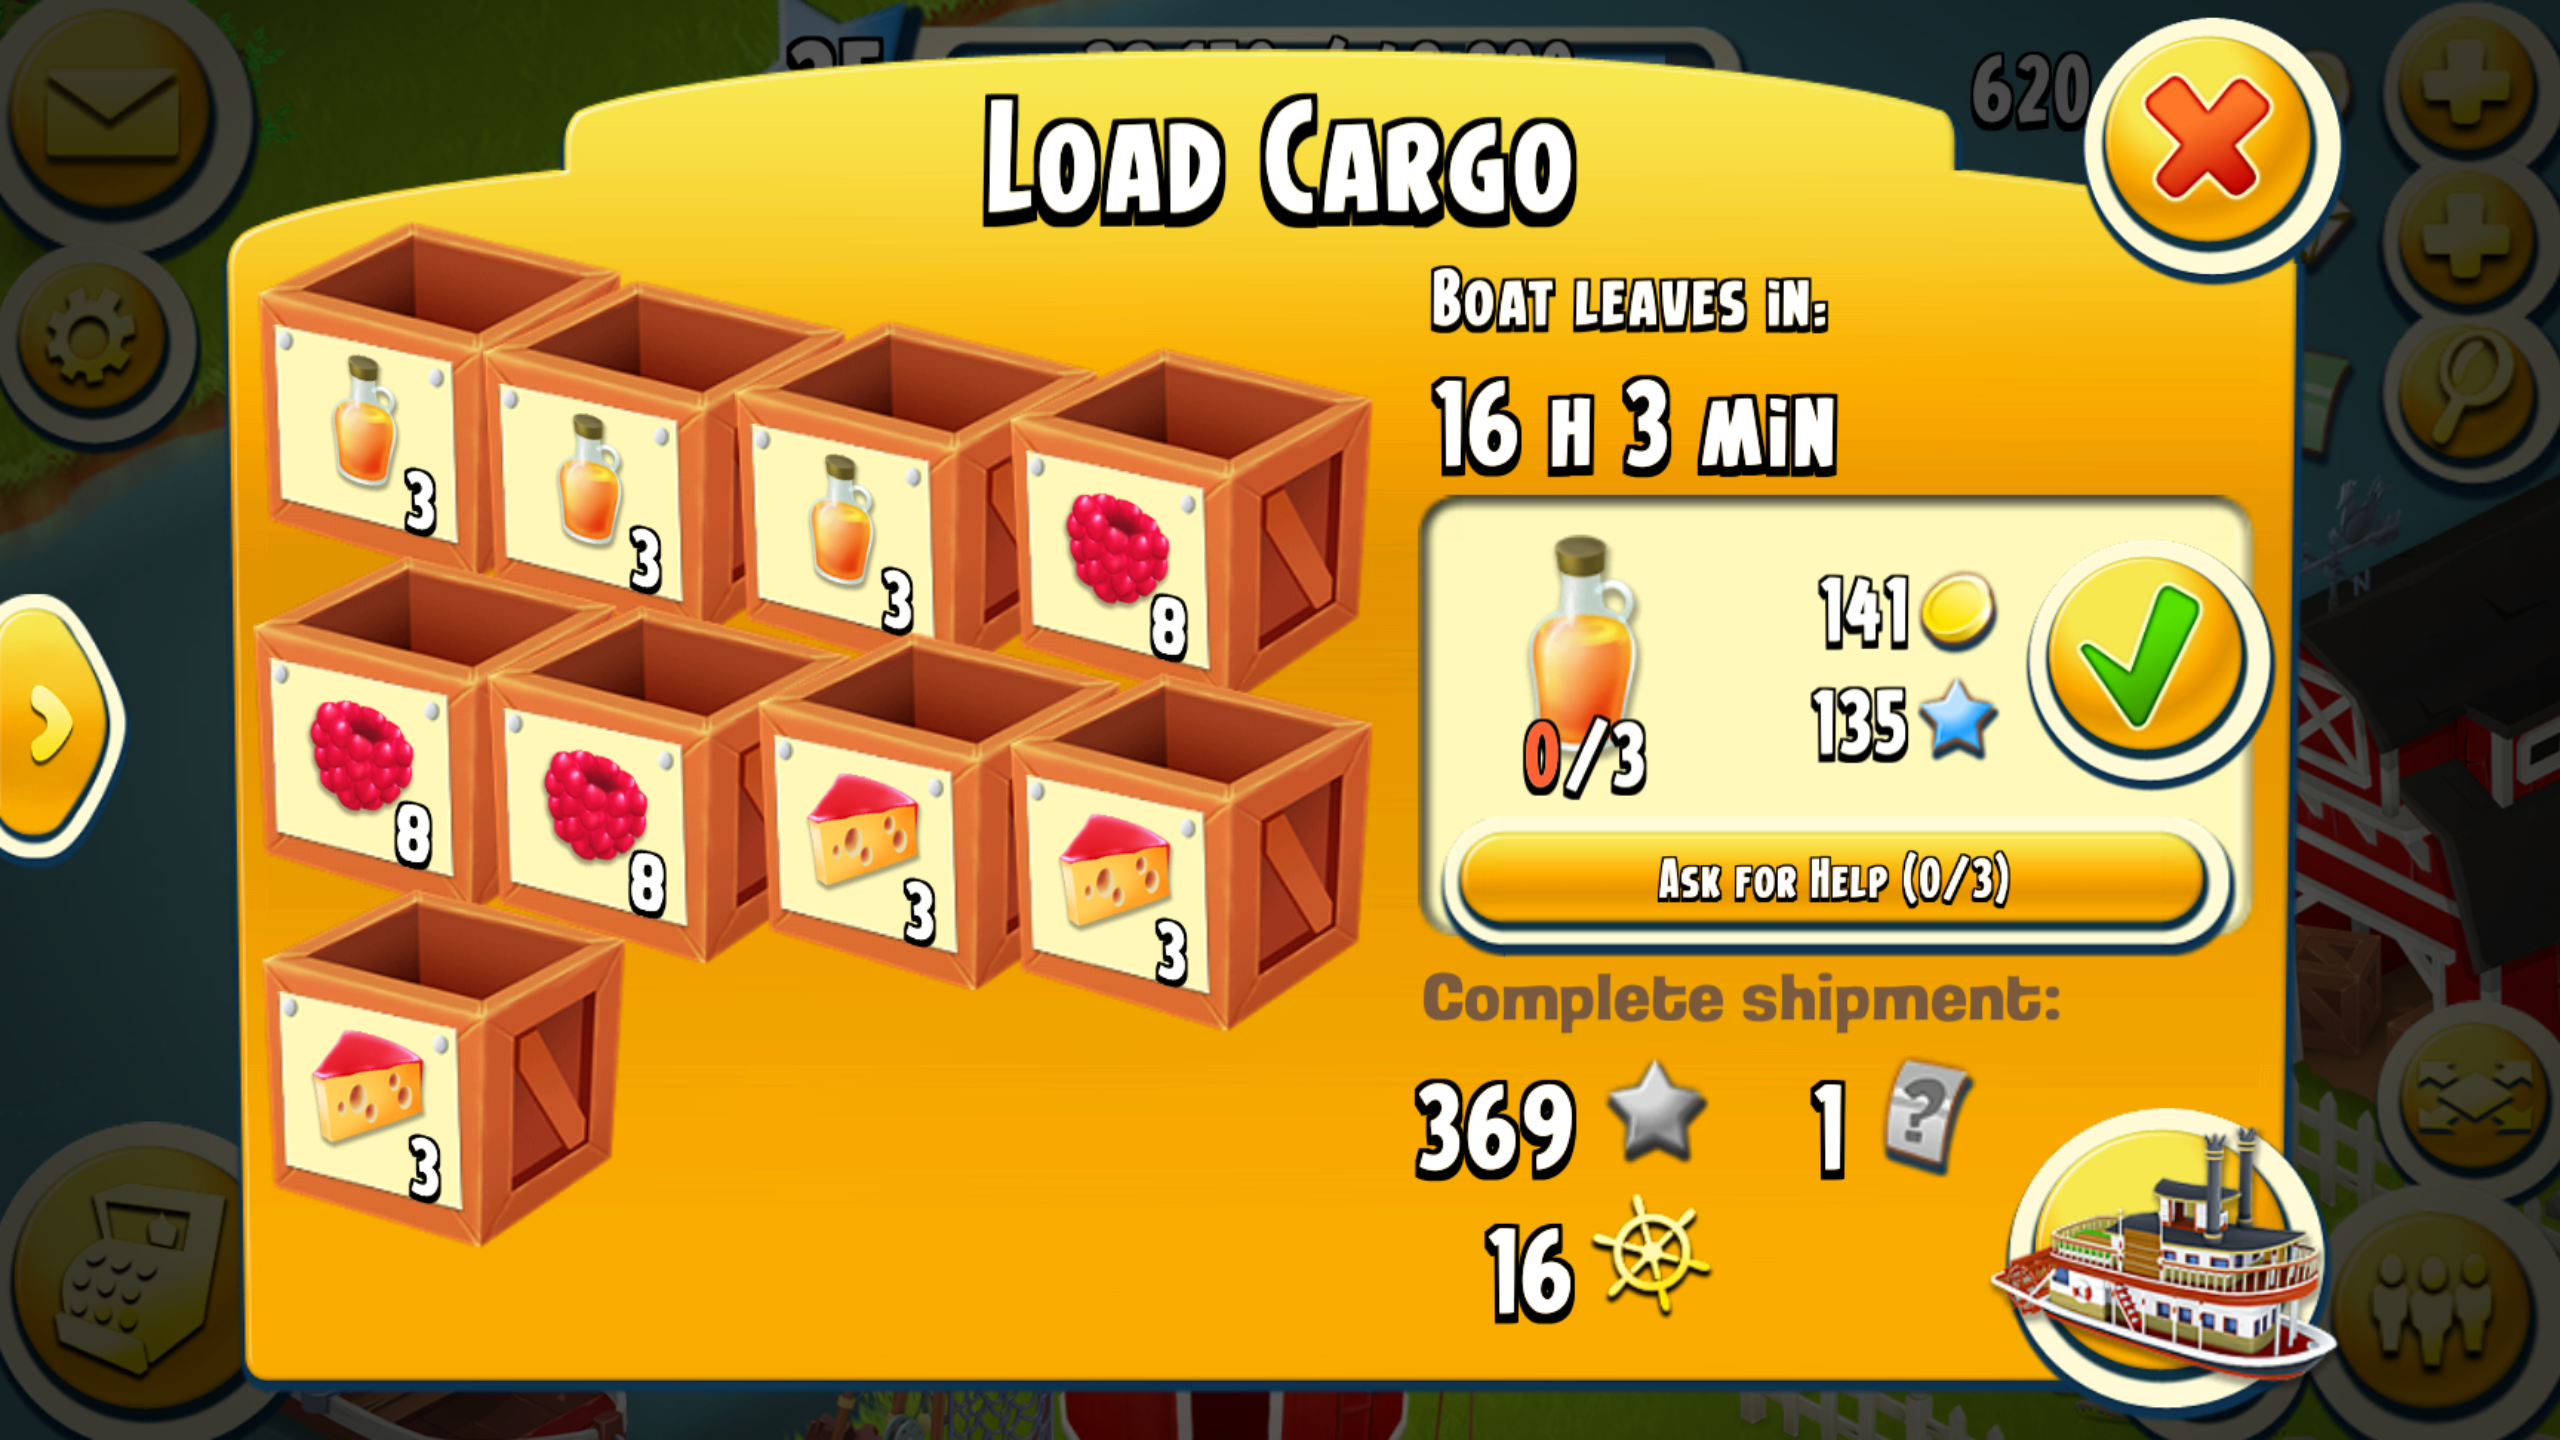 620
LOAD CARGO
BOAT LEAVES iN:
16 H 3 MiN
3
3
3
8
8
8
3
3
3
141
135
0/3
ASK FOR HELP (0/3)
Complete shipment:
369
1
?
16
N